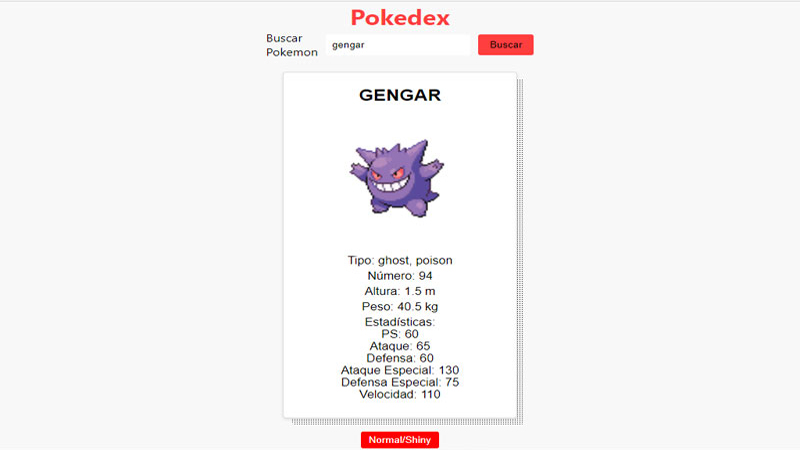 Pokedex
Buscar
Pokemon
gengar
Buscar
GENGAR
Tipo: ghost, poison
Número: 94
Altura: 1.5 m
Peso: 40.5 kg
Estadísticas:
PS: 60
Ataque: 65
Defensa: 60
Ataque Especial: 130
Defensa Especial: 75
Velocidad: 110
Normal/Shiny